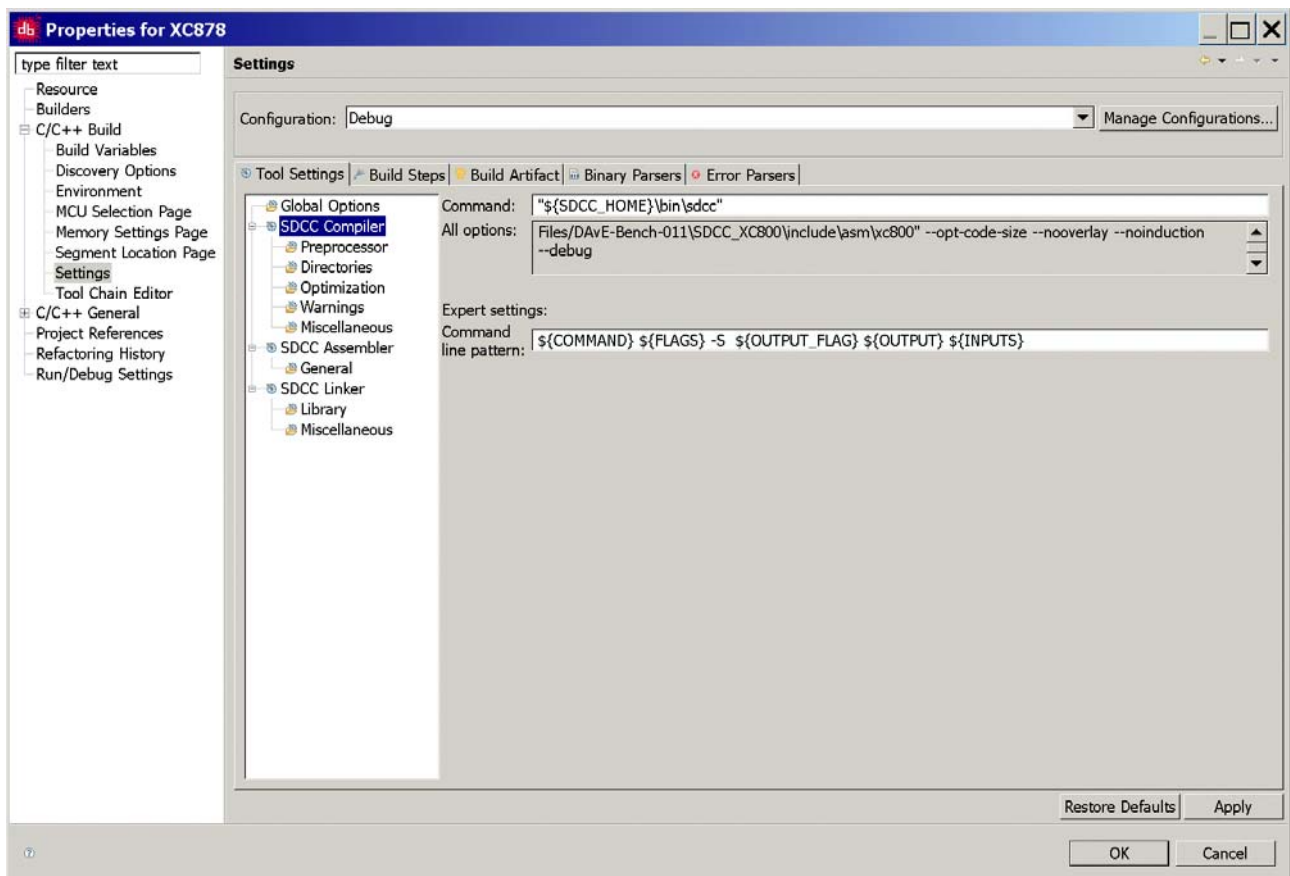 db Properties for XC878
type filter text
Resource
Builders
C/C++ Build
Build Variables
Discovery Options
Environment
MCU Selection Page
Memory Settings Page
Segment Location Page
Settings
Tool Chain Editor
C/C++ General
Project References
Refactoring History
Run/Debug Settings
Settings
Configuration: Debug
Manage Configurations...
Tool Settings Build Steps Build Artifact Binary Parsers Error Parsers
Global Options
SDCC Compiler
Preprocessor
Directories
Optimization
Warnings
Miscellaneous
SDCC Assembler
General
SDCC Linker
Library
Miscellaneous
Command: "${SDCC_HOME}\bin\sdcc"
All options: Files/DAvE-Bench-011\SDCC_XC800\include\asm\xc800" --opt-code-size --nooverlay --noinduction
--debug
Expert settings:
Command
line pattern: ${COMMAND} ${FLAGS} -S ${OUTPUT_FLAG} ${OUTPUT} ${INPUTS}
Restore Defaults Apply
? OK Cancel